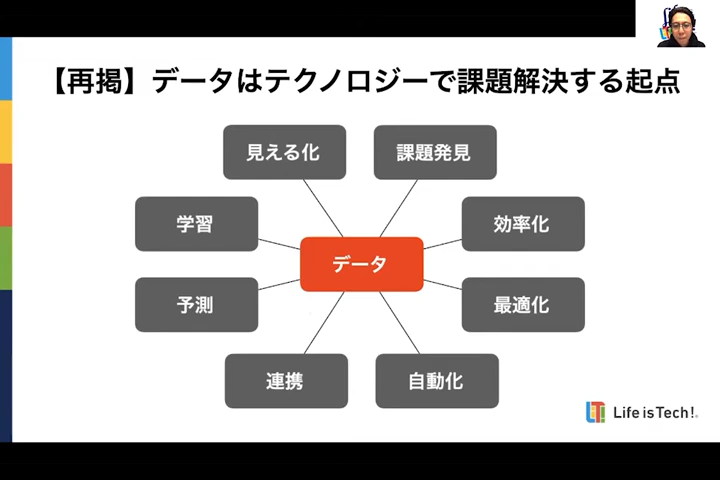 【再掲】データはテクノロジーで課題解決する起点
見える化
課題発見
学習
効率化
データ
予測
最適化
連携
自動化
Life is Tech!